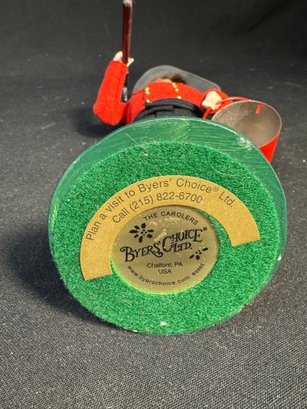 Plan a visit to Byers' Choice® Ltd.
Call (215) 822-6700
THE CAROLERS
BYERS' CHOICE
LTD.
Chalfont, PA
USA
www.byerschoice.com